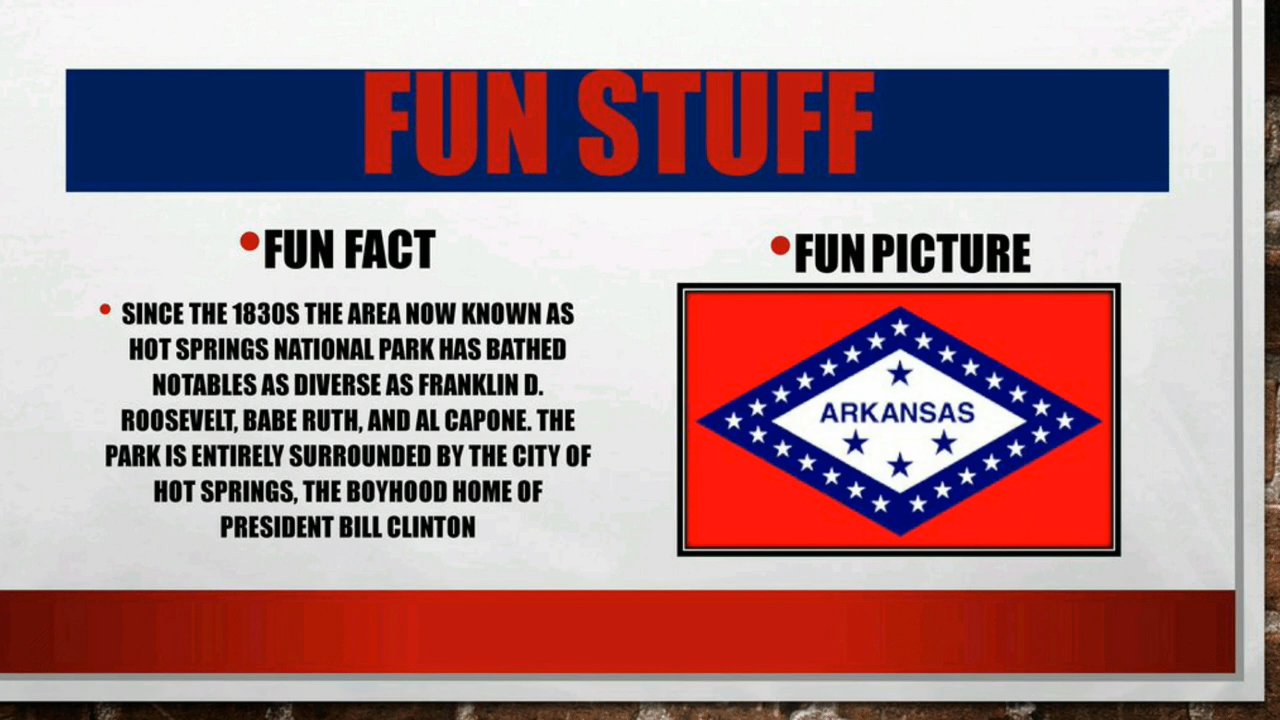 FUN STUFF
•FUN FACT
• SINCE THE 1830S THE AREA NOW KNOWN AS
HOT SPRINGS NATIONAL PARK HAS BATHED
NOTABLES AS DIVERSE AS FRANKLIN D.
ROOSEVELT, BABE RUTH, AND AL CAPONE. THE
PARK IS ENTIRELY SURROUNDED BY THE CITY OF
HOT SPRINGS, THE BOYHOOD HOME OF
PRESIDENT BILL CLINTON
•FUN PICTURE
ARKANSAS